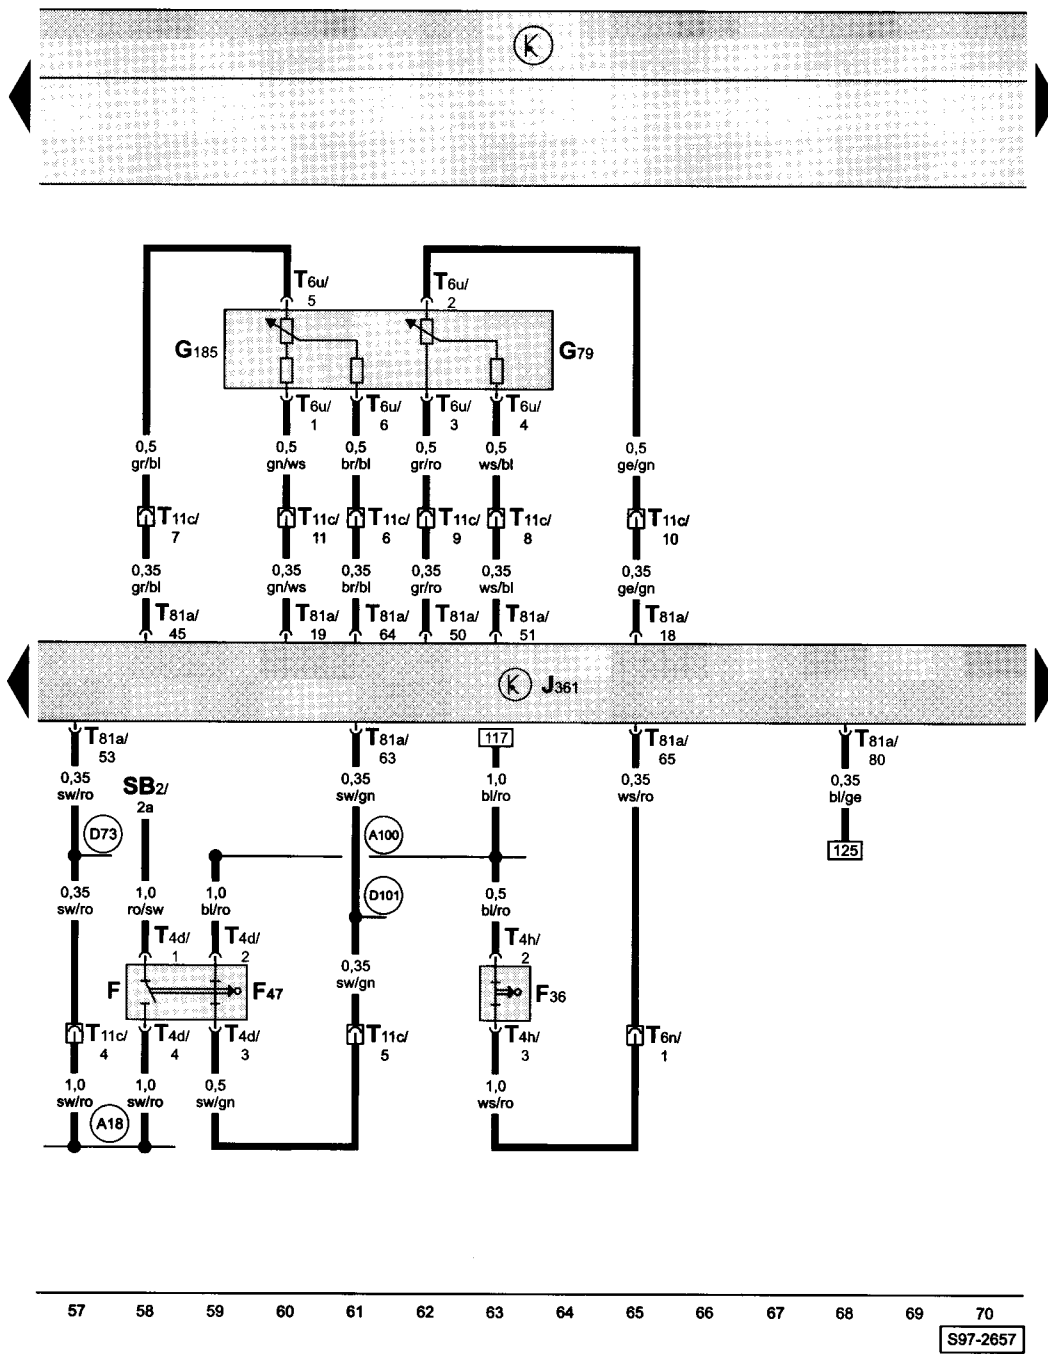 T6u/ T6u/
5 2
G185 G79
T6u/ T6u/ T6u/ T6u/
1 6 3 4
0,5 0,5 0,5 0,5 0,5 0,5
gr/bl gn/ws br/bl gr/ro ws/bl ge/gn
T11c/ T11c/ T11c/ T11c/ T11c/ T11c/
7 11 6 9 8 10
0,35 0,35 0,35 0,35 0,35 0,35
gr/bl gn/ws br/bl gr/ro ws/bl ge/gn
T81a/ T81a/ T81a/ T81a/ T81a/ T81a/
45 19 64 50 51 18
J361
T81a/ T81a/ 117 T81a/ T81a/
53 63 65 80
0,35 SB2/ 0,35 1,0 0,35 0,35
sw/ro 2a sw/gn bl/ro ws/ro bl/ge
D73 A100 125
0,35 1,0 1,0 D101 0,5
sw/ro ro/sw bl/ro bl/ro
T4d/ T4d/ T4h/
1 2 2
0,35
sw/gn
F F47 F36
T11c/ T4d/ T4d/ T11c/ T4h/ T6n/
4 4 3 5 3 1
1,0 1,0 0,5 1,0
sw/ro sw/ro sw/gn ws/ro
A18
57 58 59 60 61 62 63 64 65 66 67 68 69 70
S97-2657